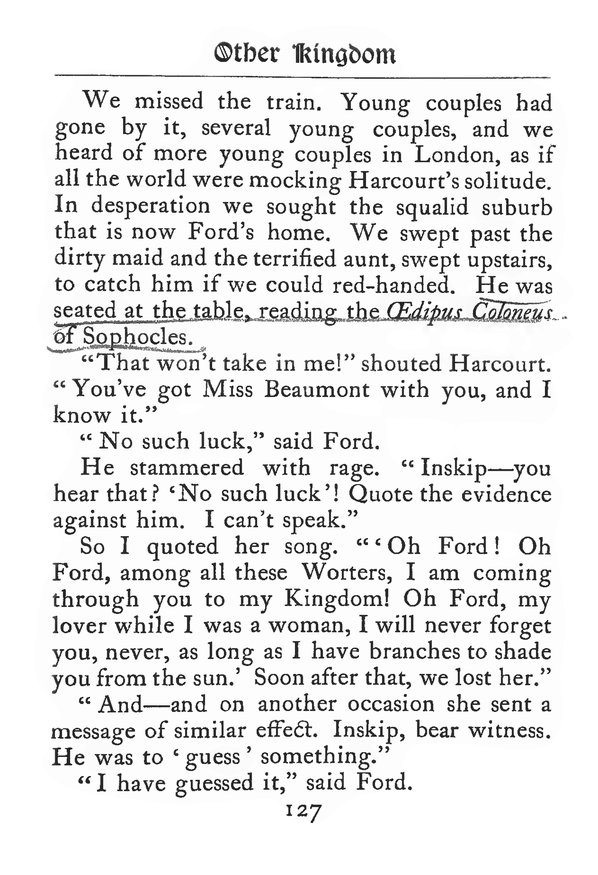 Other Kingdom
We missed the train. Young couples had
gone by it, several young couples, and we
heard of more young couples in London, as if
all the world were mocking Harcourt's solitude.
In desperation we sought the squalid suburb
that is now Ford's home. We swept past the
dirty maid and the terrified aunt, swept upstairs,
to catch him if we could red-handed. He was
seated at the table, reading the Œdipus Coloneus
of Sophocles.
“That won't take in me!” shouted Harcourt.
“You've got Miss Beaumont with you, and I
know it.”
“No such luck,” said Ford.
He stammered with rage. “Inskip—you
hear that? ‘No such luck’! Quote the evidence
against him. I can't speak.”
So I quoted her song. “‘Oh Ford! Oh
Ford, among all these Worters, I am coming
through you to my Kingdom! Oh Ford, my
lover while I was a woman, I will never forget
you, never, as long as I have branches to shade
you from the sun.’ Soon after that, we lost her.”
“And—and on another occasion she sent a
message of similar effect. Inskip, bear witness.
He was to ‘guess’ something.”
“I have guessed it,” said Ford.
127